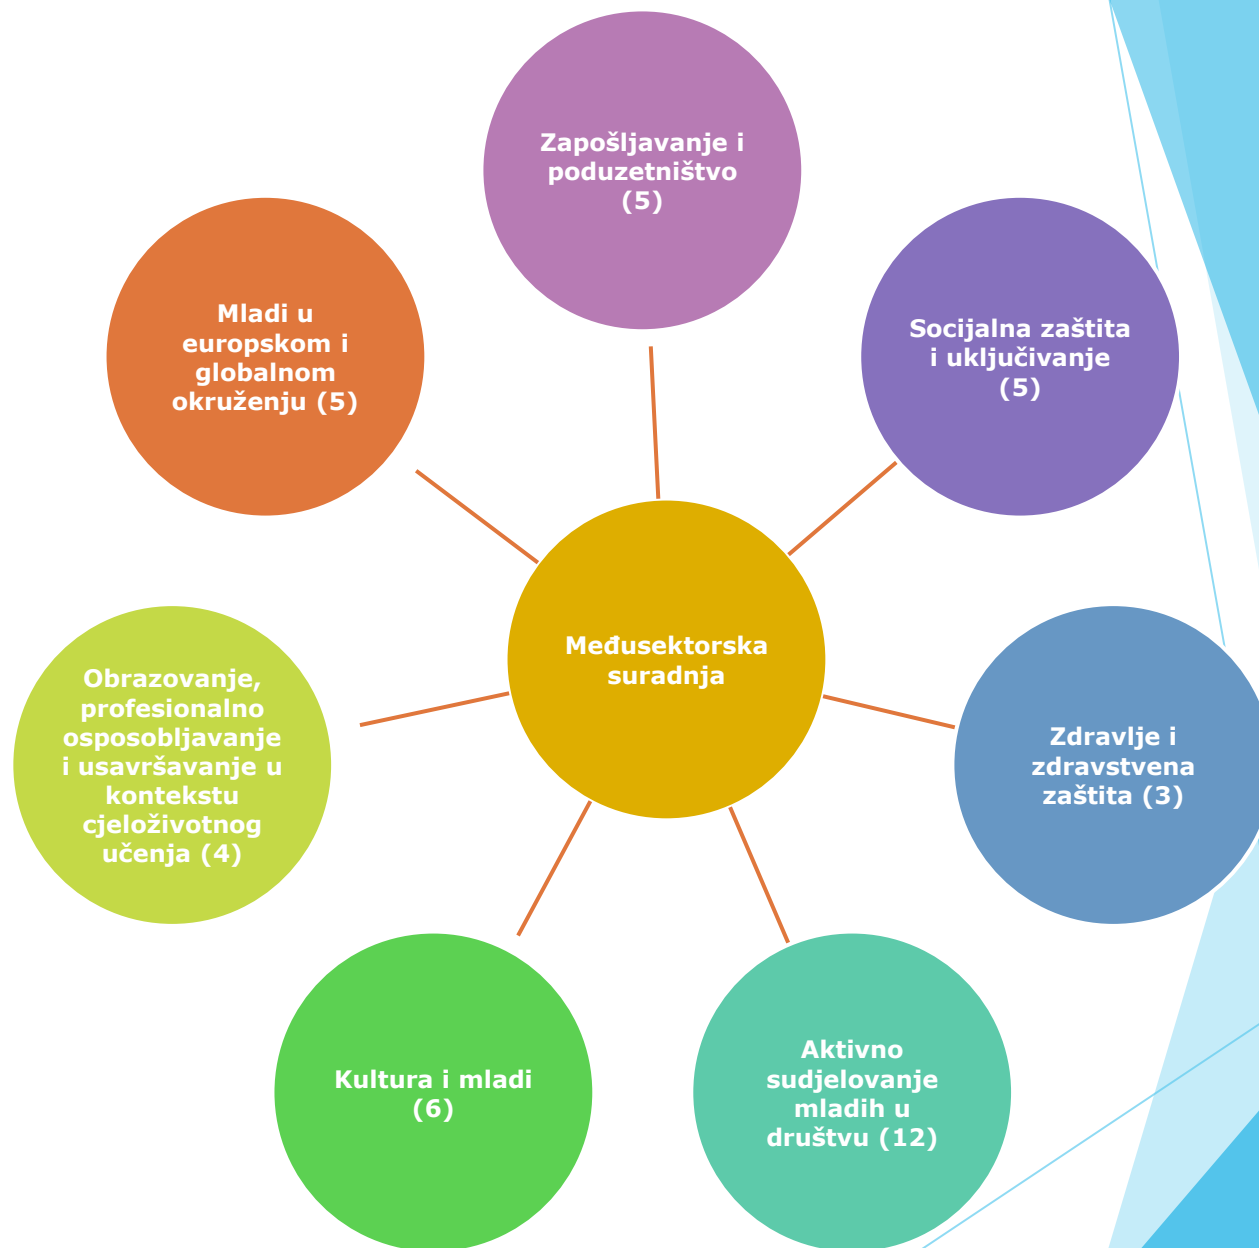 Zapošljavanje i
poduzetništvo
(5)
Socijalna zaštita
i uključivanje
(5)
Zdravlje i
zdravstvena
zaštita (3)
Aktivno
sudjelovanje
mladih u
društvu (12)
Kultura i mladi
(6)
Obrazovanje,
profesionalno
osposobljavanje
i usavršavanje u
kontekstu
cjeloživotnog
učenja (4)
Mladi u
europskom i
globalnom
okruženju (5)
Međusektorska
suradnja